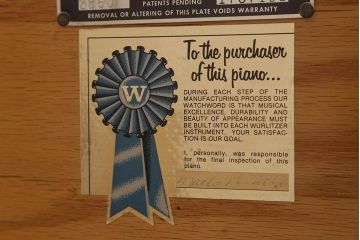 PATENTS PENDING
REMOVAL OR ALTERING OF THIS PLATE VOIDS WARRANTY
To the purchaser
of this piano...
W
DURING EACH STEP OF THE
MANUFACTURING PROCESS OUR
WATCHWORD IS THAT MUSICAL
EXCELLENCE, DURABILITY AND
BEAUTY OF APPEARANCE MUST
BE BUILT INTO EACH WURLITZER
INSTRUMENT. YOUR SATISFAC-
TION IS OUR GOAL.
I, personally, was responsible
for the final inspection of this
piano.